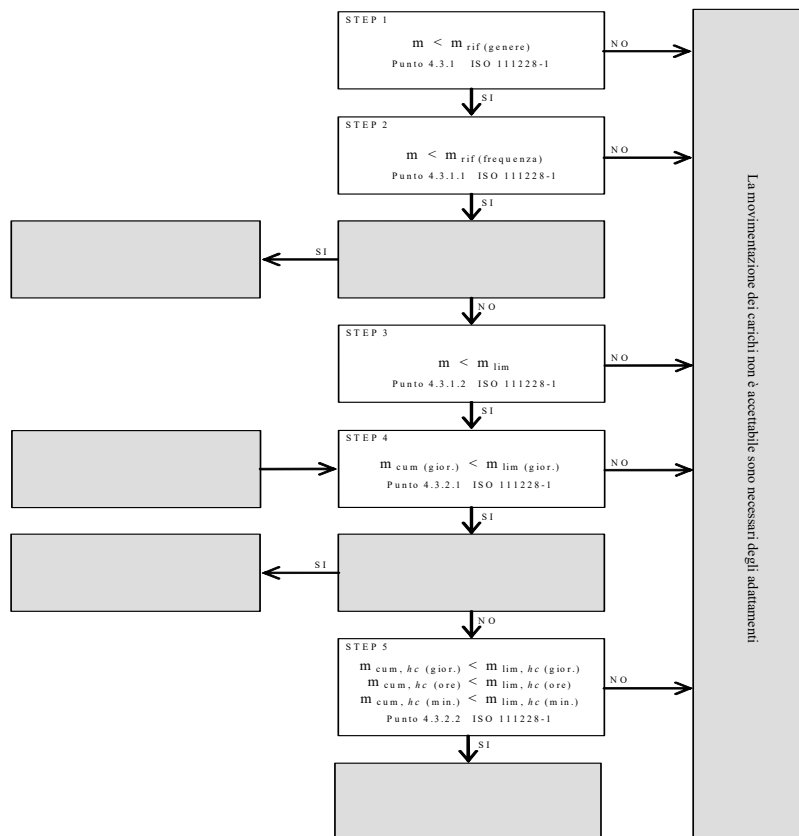 STEP 1
m < m rif (genere)
Punto 4.3.1 ISO 111228-1
NO
SI
STEP 2
m < m rif (frequenza)
Punto 4.3.1.1 ISO 111228-1
NO
SI
SI
NO
STEP 3
m < m lim
Punto 4.3.1.2 ISO 111228-1
NO
SI
STEP 4
m cum (gior.) < m lim (gior.)
Punto 4.3.2.1 ISO 111228-1
NO
SI
SI
NO
STEP 5
m cum, hc (gior.) < m lim, hc (gior.)
m cum, hc (ore) < m lim, hc (ore)
m cum, hc (min.) < m lim, hc (min.)
Punto 4.3.2.2 ISO 111228-1
NO
SI
La movimentazione dei carichi non è accettabile sono necessari degli adattamenti